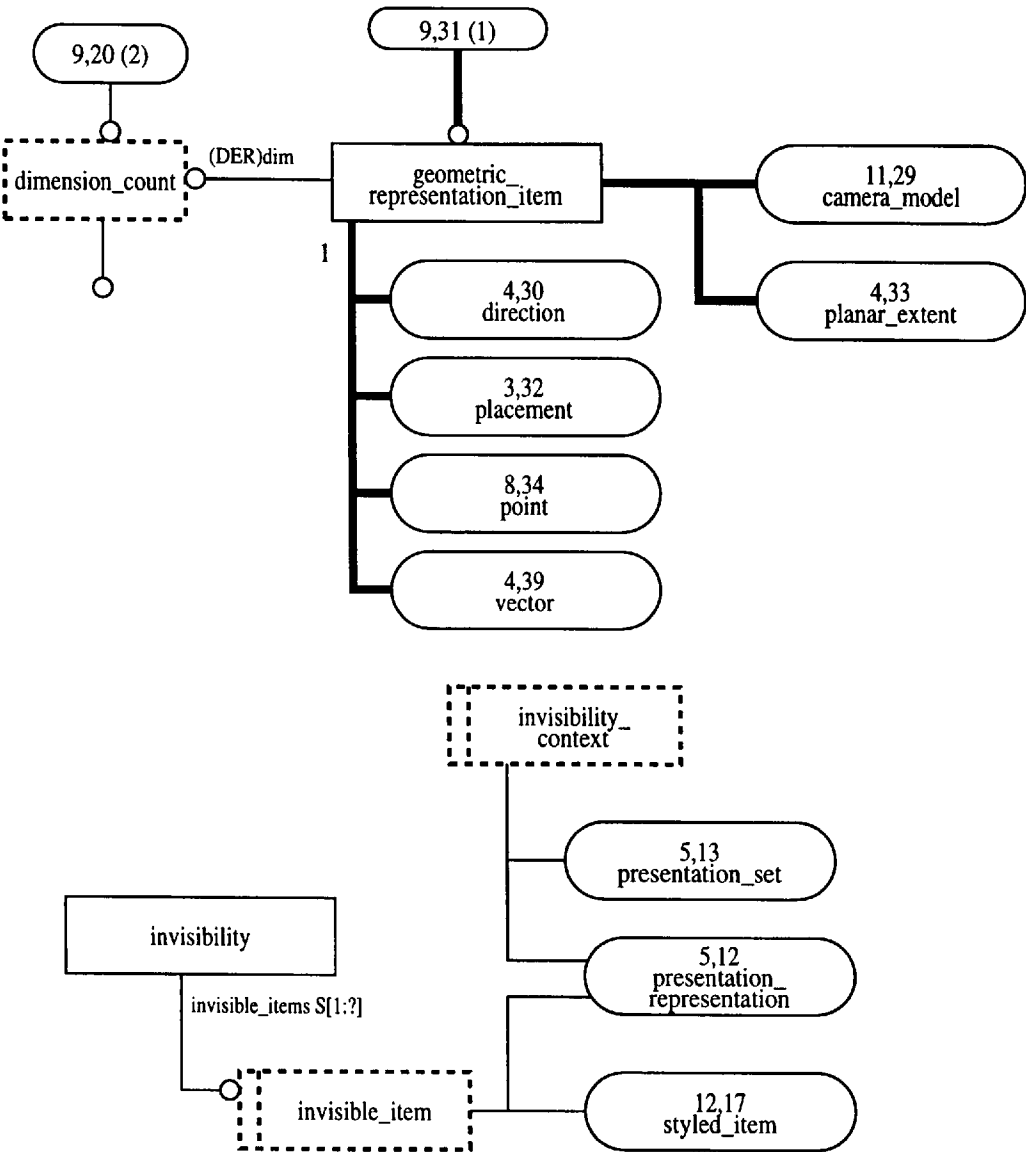 9,20 (2)
9,31 (1)
dimension_count
(DER)dim
geometric_
representation_item
11,29
camera_model
1
4,30
direction
4,33
planar_extent
3,32
placement
8,34
point
4,39
vector
invisibility_
context
5,13
presentation_set
invisibility
5,12
presentation_
representation
invisible_items S[1:?]
invisible_item
12,17
styled_item